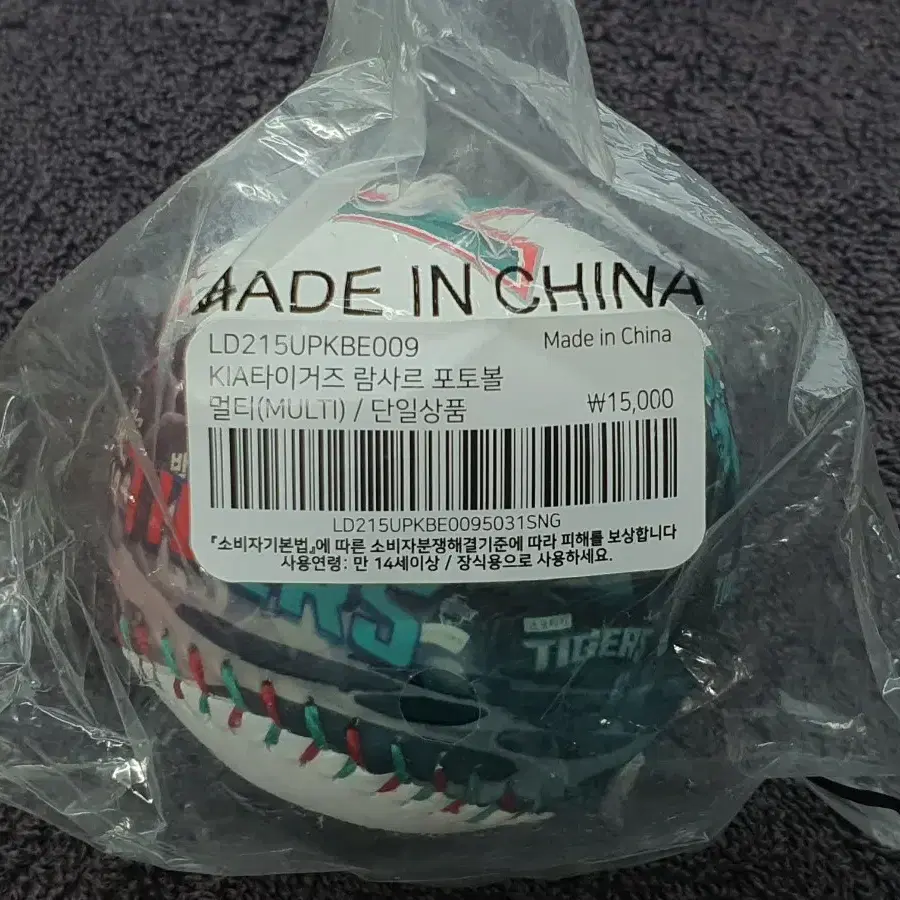 MADE IN CHINA
LD215UPKBE009
Made in China
KIA타이거즈 람사르 포토볼
멀티(MULTI) / 단일상품
₩15,000
LD215UPKBE0095031SNG
『소비자기본법』에 따른 소비자분쟁해결기준에 따라 피해를 보상합니다
사용연령: 만 14세이상 / 장식용으로 사용하세요.
TIGERS